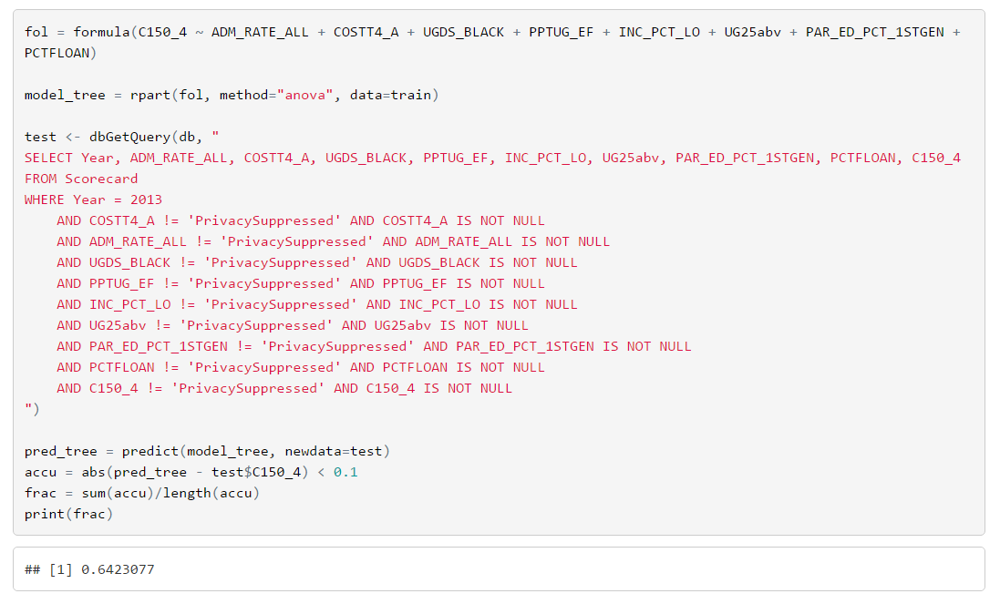 fol = formula(C150_4 ~ ADM_RATE_ALL + COSTT4_A + UGDS_BLACK + PPTUG_EF + INC_PCT_LO + UG25abv + PAR_ED_PCT_1STGEN +
PCTFLOAN)
model_tree = rpart(fol, method="anova", data=train)
test <- dbGetQuery(db, "
SELECT Year, ADM_RATE_ALL, COSTT4_A, UGDS_BLACK, PPTUG_EF, INC_PCT_LO, UG25abv, PAR_ED_PCT_1STGEN, PCTFLOAN, C150_4
FROM Scorecard
WHERE Year = 2013
    AND COSTT4_A != 'PrivacySuppressed' AND COSTT4_A IS NOT NULL
    AND ADM_RATE_ALL != 'PrivacySuppressed' AND ADM_RATE_ALL IS NOT NULL
    AND UGDS_BLACK != 'PrivacySuppressed' AND UGDS_BLACK IS NOT NULL
    AND PPTUG_EF != 'PrivacySuppressed' AND PPTUG_EF IS NOT NULL
    AND INC_PCT_LO != 'PrivacySuppressed' AND INC_PCT_LO IS NOT NULL
    AND UG25abv != 'PrivacySuppressed' AND UG25abv IS NOT NULL
    AND PAR_ED_PCT_1STGEN != 'PrivacySuppressed' AND PAR_ED_PCT_1STGEN IS NOT NULL
    AND PCTFLOAN != 'PrivacySuppressed' AND PCTFLOAN IS NOT NULL
    AND C150_4 != 'PrivacySuppressed' AND C150_4 IS NOT NULL
")
pred_tree = predict(model_tree, newdata=test)
accu = abs(pred_tree - test$C150_4) < 0.1
frac = sum(accu)/length(accu)
print(frac)
## [1] 0.6423077